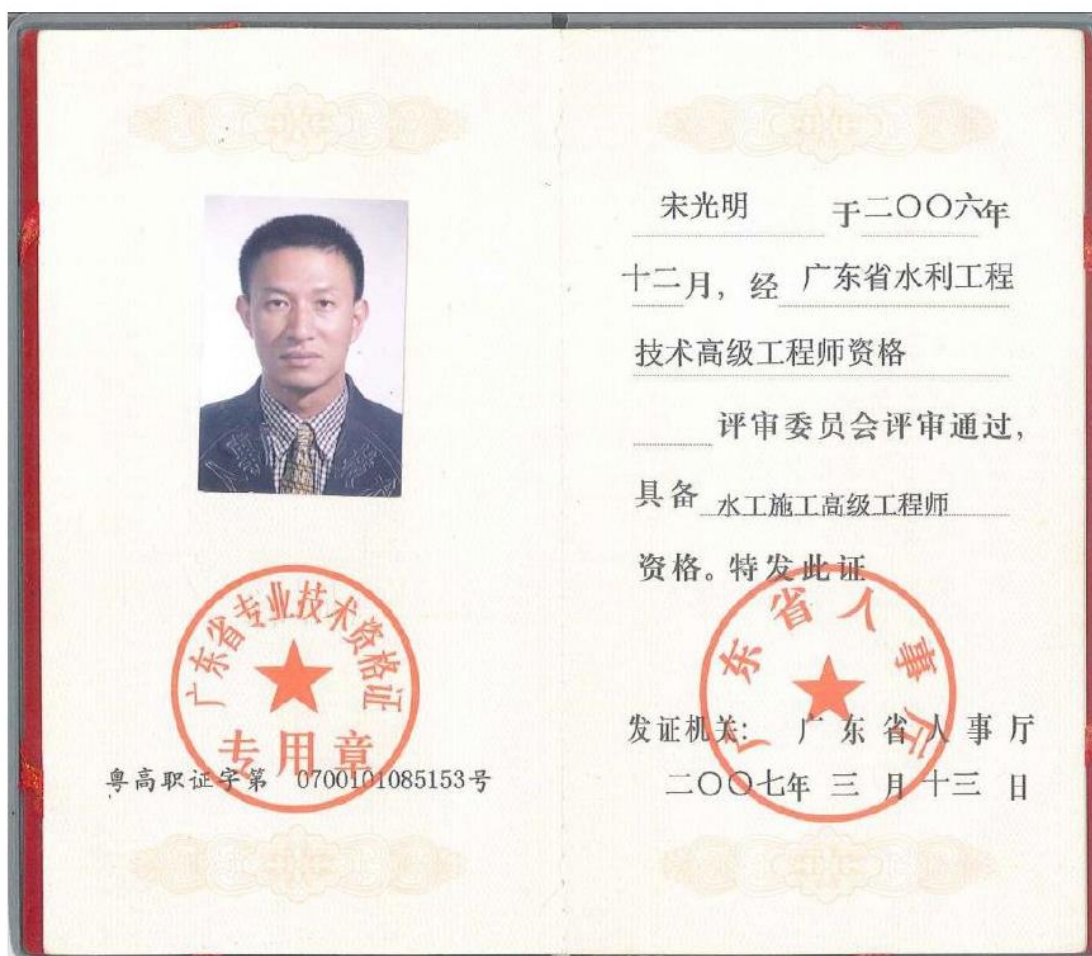 广东省专业技术资格证
专用章
粤高职证字第 0700101085153号
宋光明 于二〇〇六年
十二月，经 广东省水利工程
技术高级工程师资格
评审委员会评审通过，
具备 水工施工高级工程师
资格。特发此证
广东省人事厅
发证机关： 广东省人事厅
二〇〇七年 三 月 十三 日